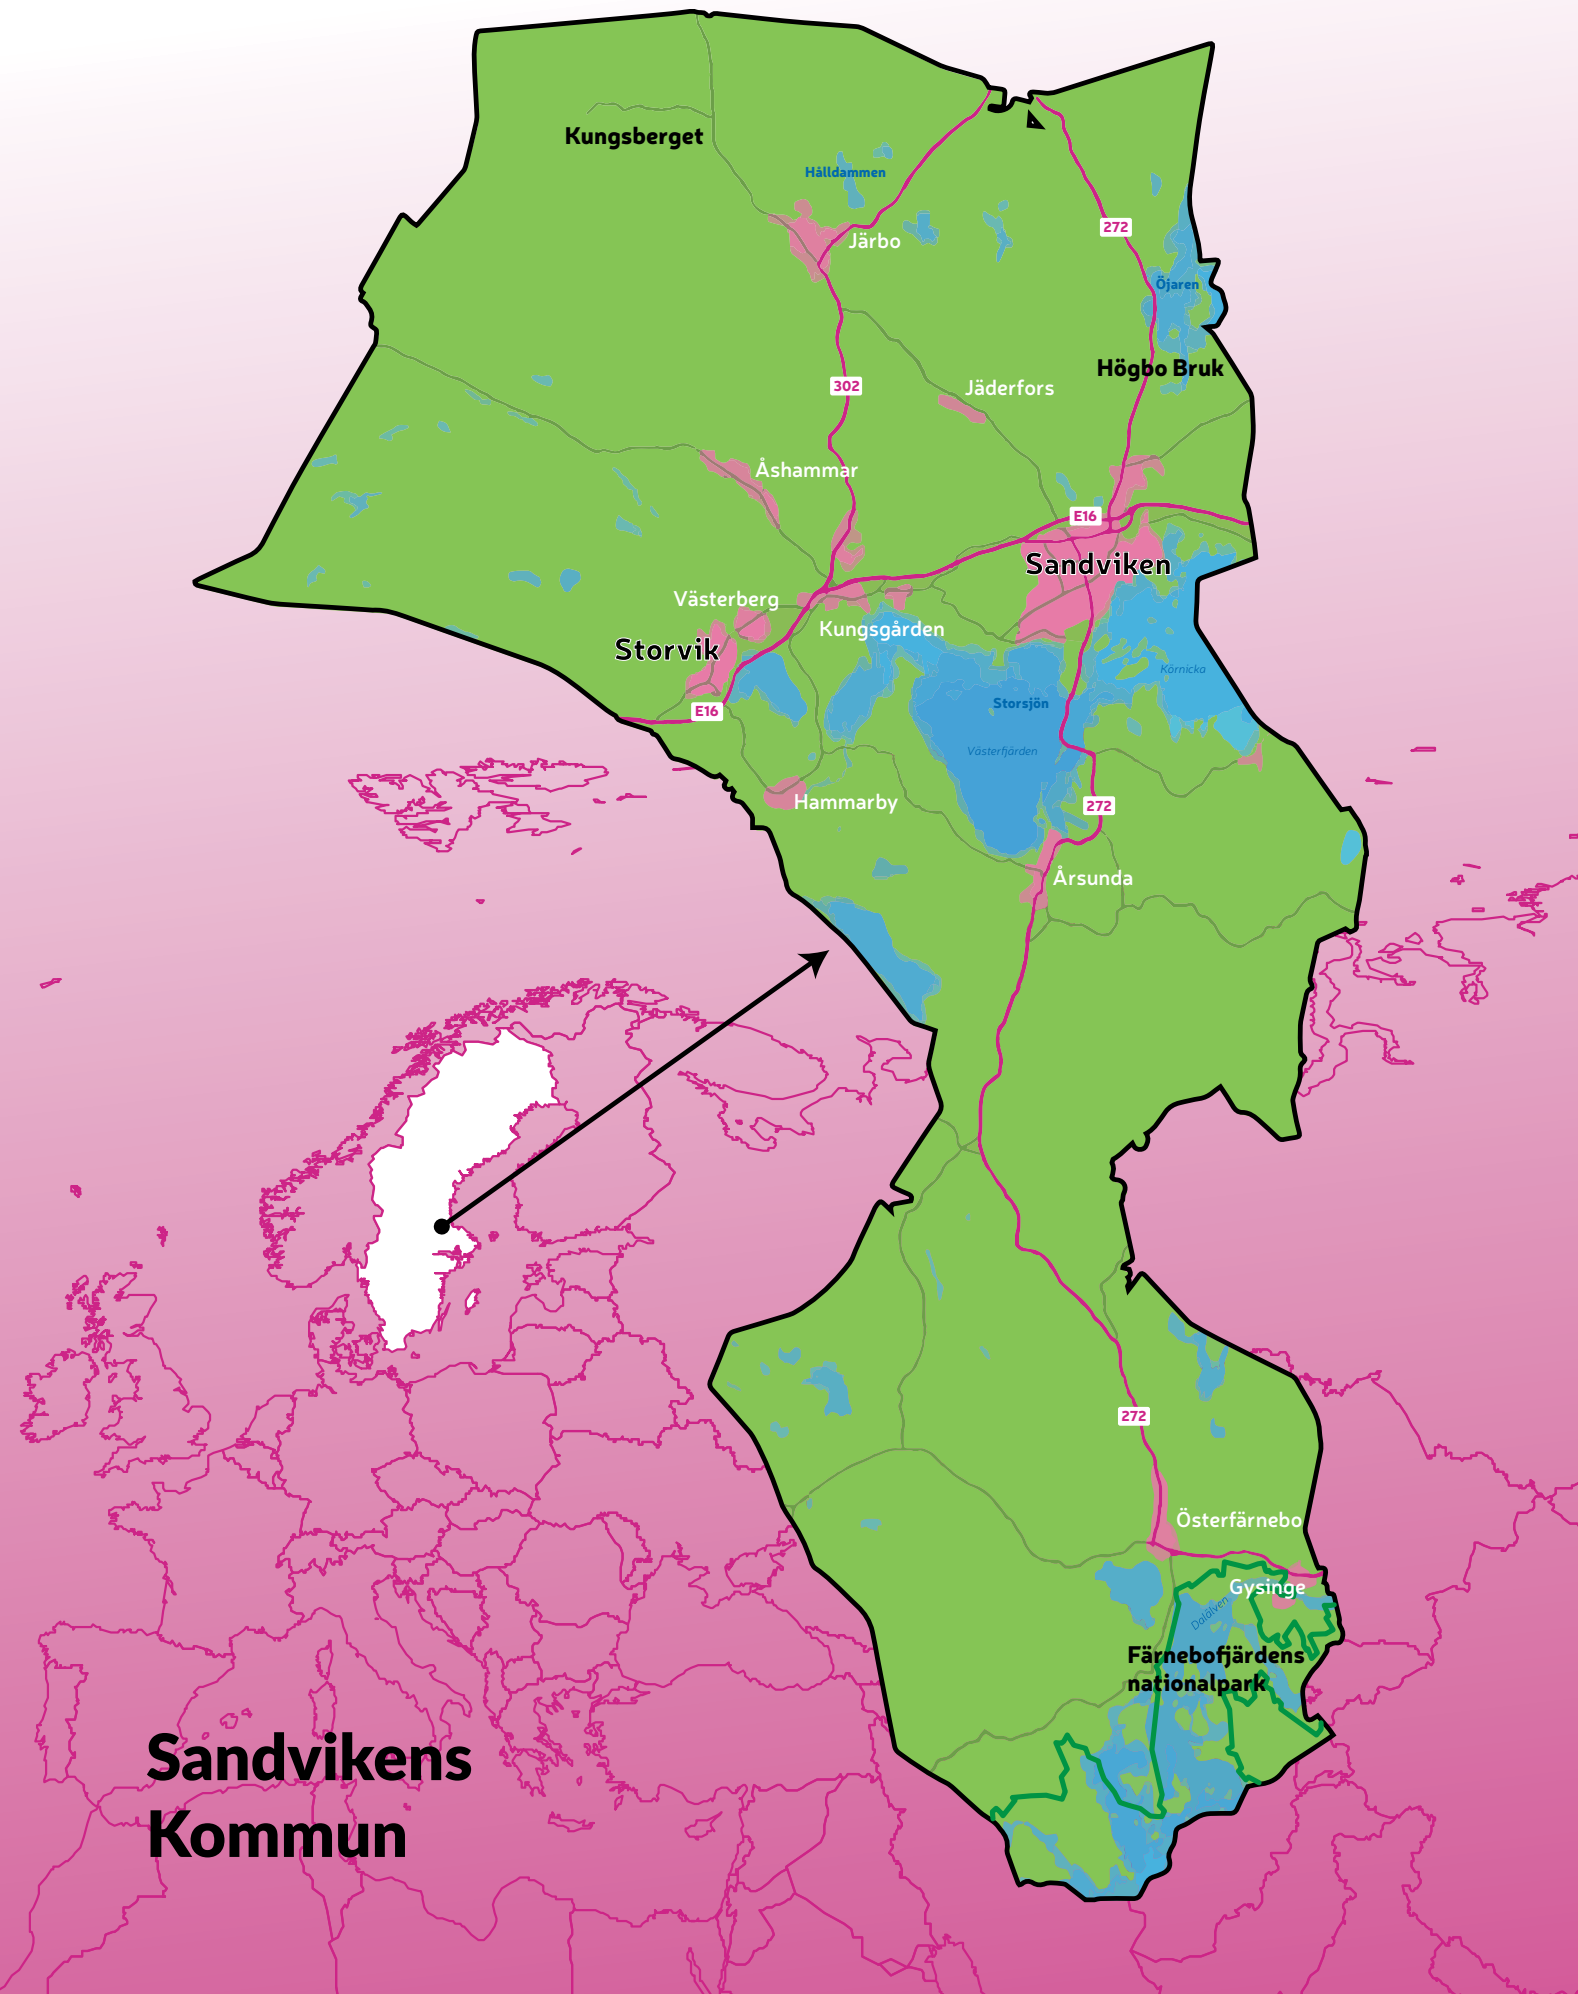 Kungsberget
Hålldammen
272
Järbo
Öjaren
Högbo Bruk
302
Jäderfors
Åshammar
E16
Sandviken
Västerberg
Kungsgården
Storvik
Körnicka
E16
Storsjön
Västerfjärden
Hammarby
272
Årsunda
272
Österfärnebo
Gysinge
Dalälven
Färnebofjärdens
nationalpark
Sandvikens
Kommun